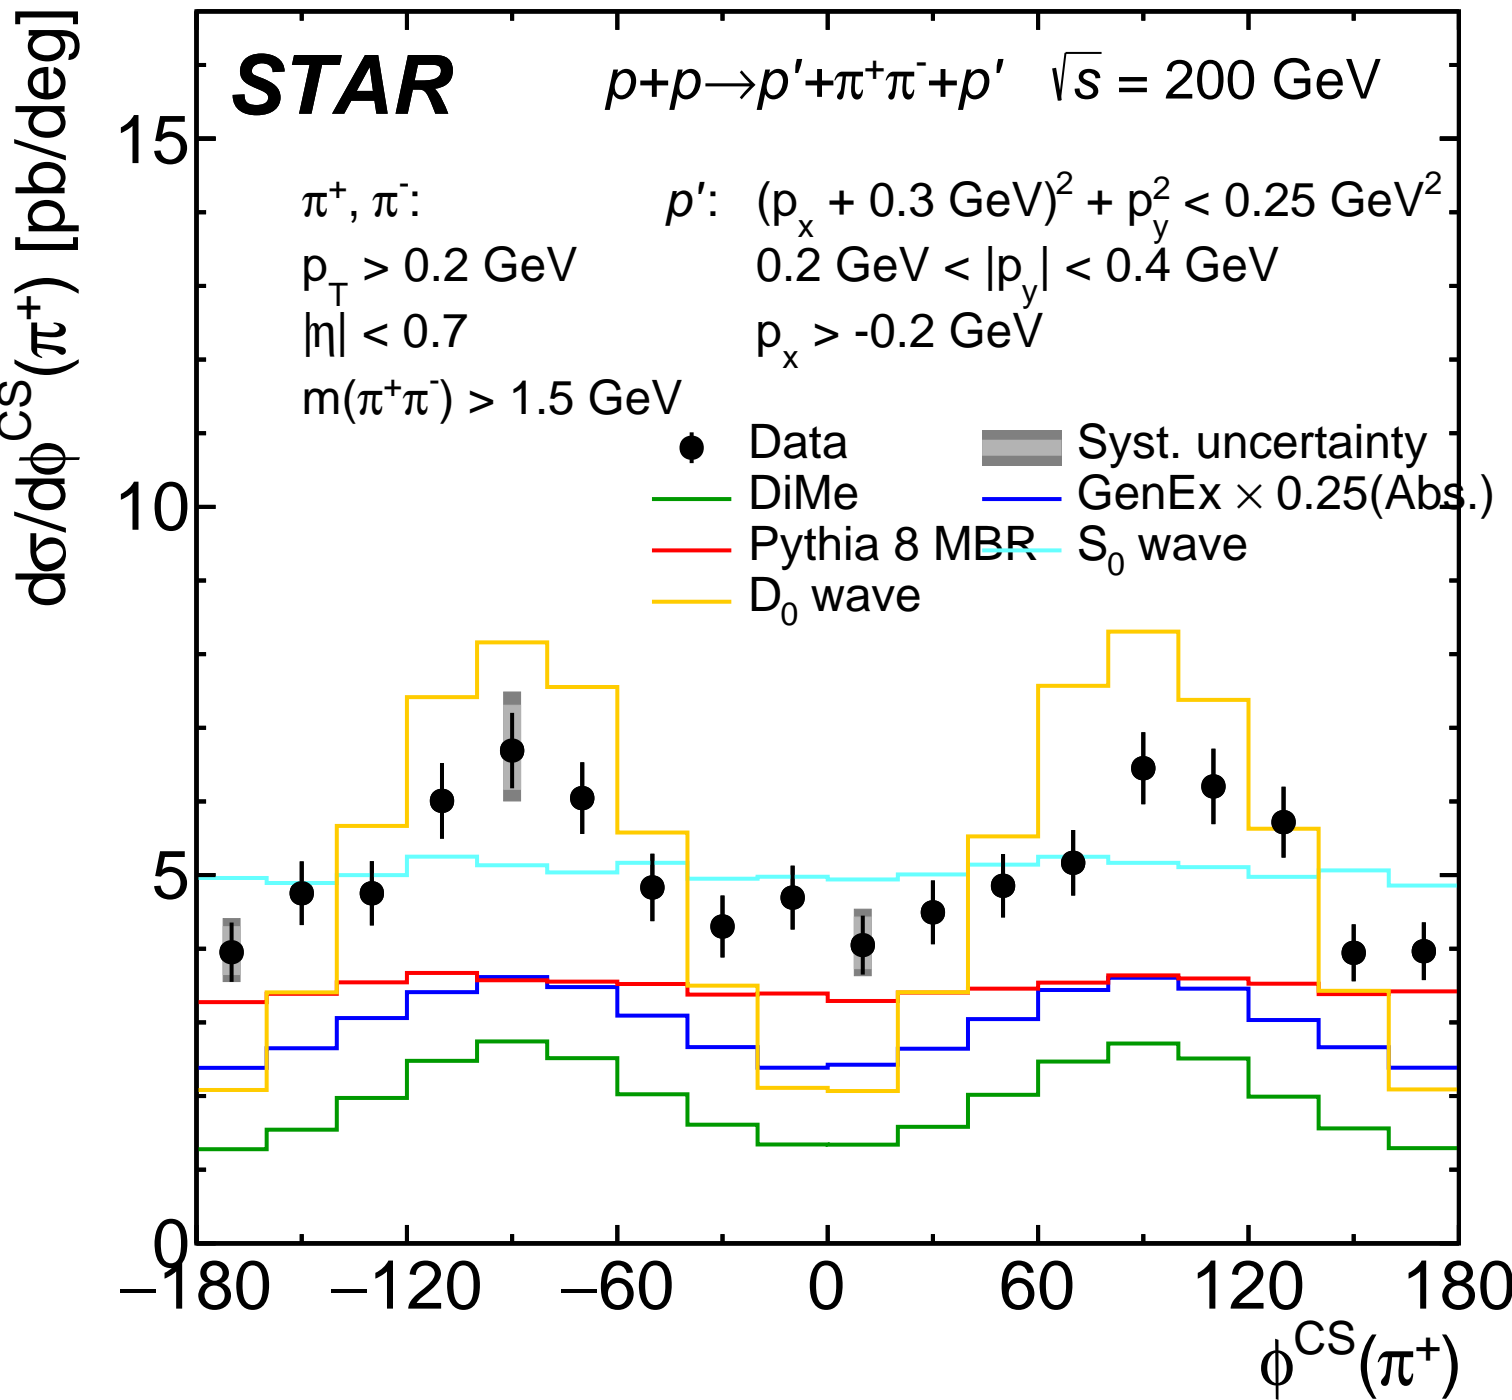 STAR p+p→p′+π⁺π⁻+p′ √s = 200 GeV
π⁺, π⁻: p′: (pₓ + 0.3 GeV)² + p_y² < 0.25 GeV²
p_T > 0.2 GeV 0.2 GeV < |p_y| < 0.4 GeV
|η| < 0.7 pₓ > -0.2 GeV
m(π⁺π⁻) > 1.5 GeV
Data Syst. uncertainty
DiMe GenEx × 0.25(Abs.)
Pythia 8 MBR S₀ wave
D₀ wave
dσ/dϕ^CS(π⁺) [pb/deg]
15
10
5
0
−180 −120 −60 0 60 120 180
ϕ^CS(π⁺)